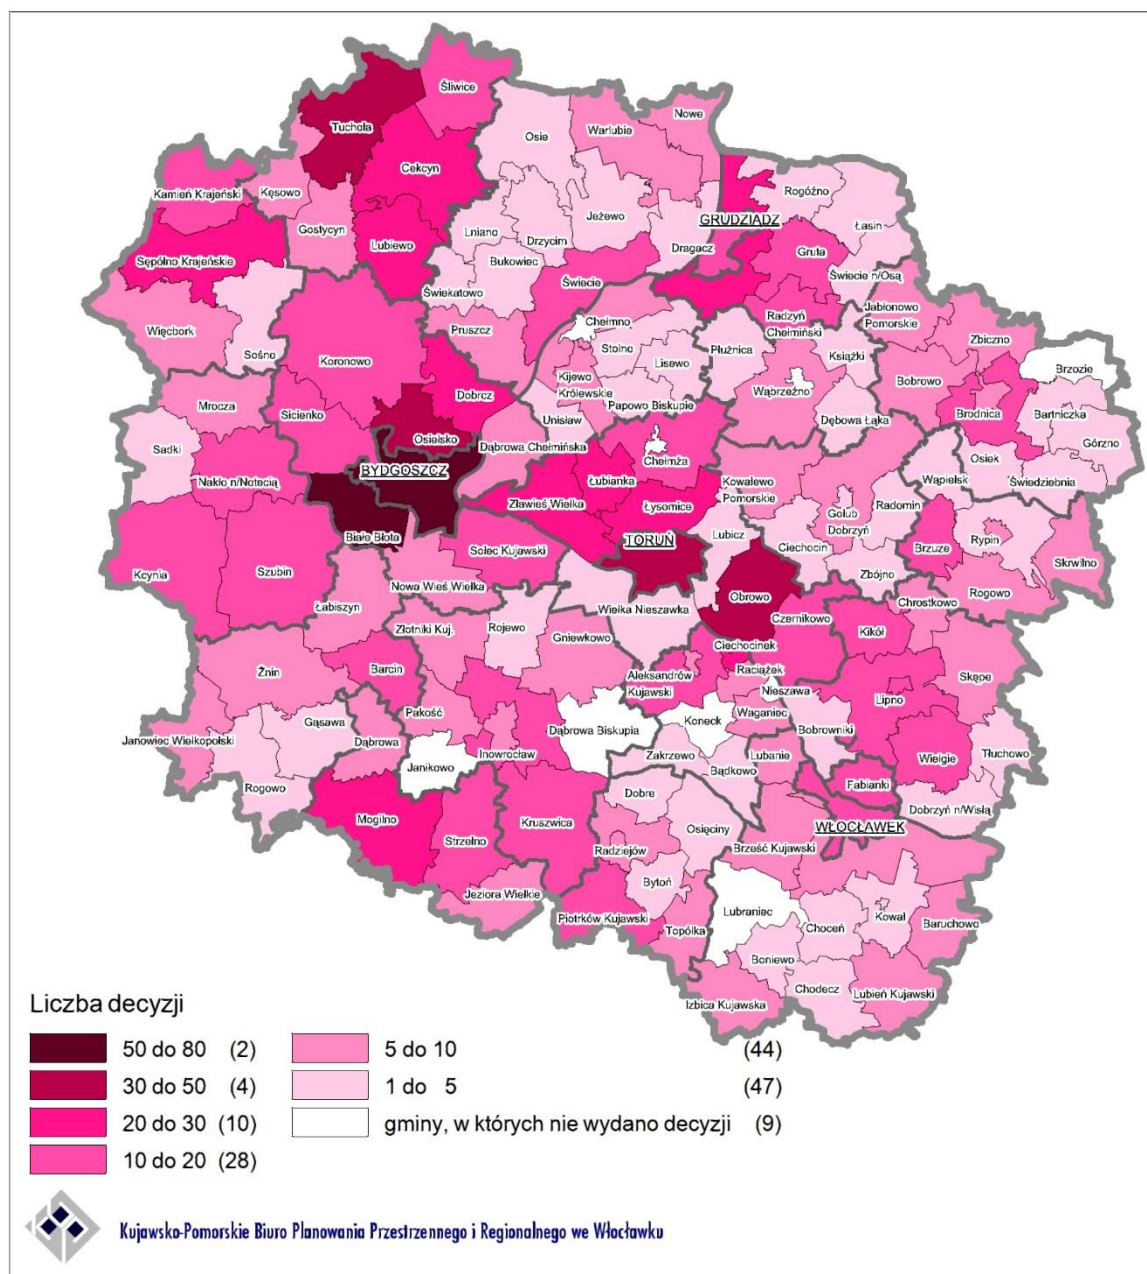 Śliwice
Tuchola
Nowe
Osie
Warlubie
Cekcyn
Kamień Krajeński
Kęsowo
Rogóźno
Jeżewo
GRUDZIĄDZ
Gostycyn
Lniano
Drzycim
Łasin
Lubiewo
Dragacz
Sępólno Krajeńskie
Bukowiec
Gruta
Świecie n/Osą
Świecie
Świekatowo
Jabłonowo
Pomorskie
Radzyń
Chełmiński
Chełmno
Więcbork
Pruszcz
Zbiczno
Stolno
Płużnica
Książki
Sośno
Koronowo
Lisewo
Brzozie
Kijewo
Królewskie
Bobrowo
Wąbrzeźno
Dobrcz
Mrocza
Papowo Biskupie
Sicienko
Brodnica
Bartniczka
Unisław
Dębowa Łąka
Osielsko
Górzno
Sadki
Dąbrowa Chełmińska
Osiek
Chełmża
BYDGOSZCZ
Nakło n/Notecią
Łubianka
Kowalewo
Pomorskie
Wąpielsk
Świedziebnia
Zławieś Wielka
Łysomice
Golub
Dobrzyń
Radomin
Białe Błota
TORUŃ
Lubicz
Rypin
Solec Kujawski
Ciechocin
Brzuze
Kcynia
Szubin
Zbójno
Skrwilno
Nowa Wieś Wielka
Rogowo
Łabiszyn
Obrowo
Chrostkowo
Wielka Nieszawka
Czernikowo
Złotniki Kuj.
Rojewo
Gniewkowo
Kikół
Ciechocinek
Żnin
Barcin
Aleksandrów
Kujawski
Raciążek
Skępe
Nieszawa
Lipno
Pakość
Waganiec
Gąsawa
Koneck
Dąbrowa Biskupia
Bobrowniki
Janowiec Wielkopolski
Dąbrowa
Inowrocław
Zakrzewo
Lubanie
Tłuchowo
Wielgie
Janikowo
Bądkowo
Rogowo
Fabianki
Dobre
Dobrzyń n/Wisłą
Mogilno
Kruszwica
Osięciny
WŁOCŁAWEK
Strzelno
Radziejów
Brześć Kujawski
Bytoń
Jeziora Wielkie
Lubraniec
Kowal
Piotrków Kujawski
Choceń
Baruchowo
Topólka
Boniewo
Chodecz
Lubień Kujawski
Izbica Kujawska
Liczba decyzji
50 do 80 (2)
5 do 10 (44)
30 do 50 (4)
1 do 5 (47)
20 do 30 (10)
gminy, w których nie wydano decyzji (9)
10 do 20 (28)
Kujawsko-Pomorskie Biuro Planowania Przestrzennego i Regionalnego we Włocławku